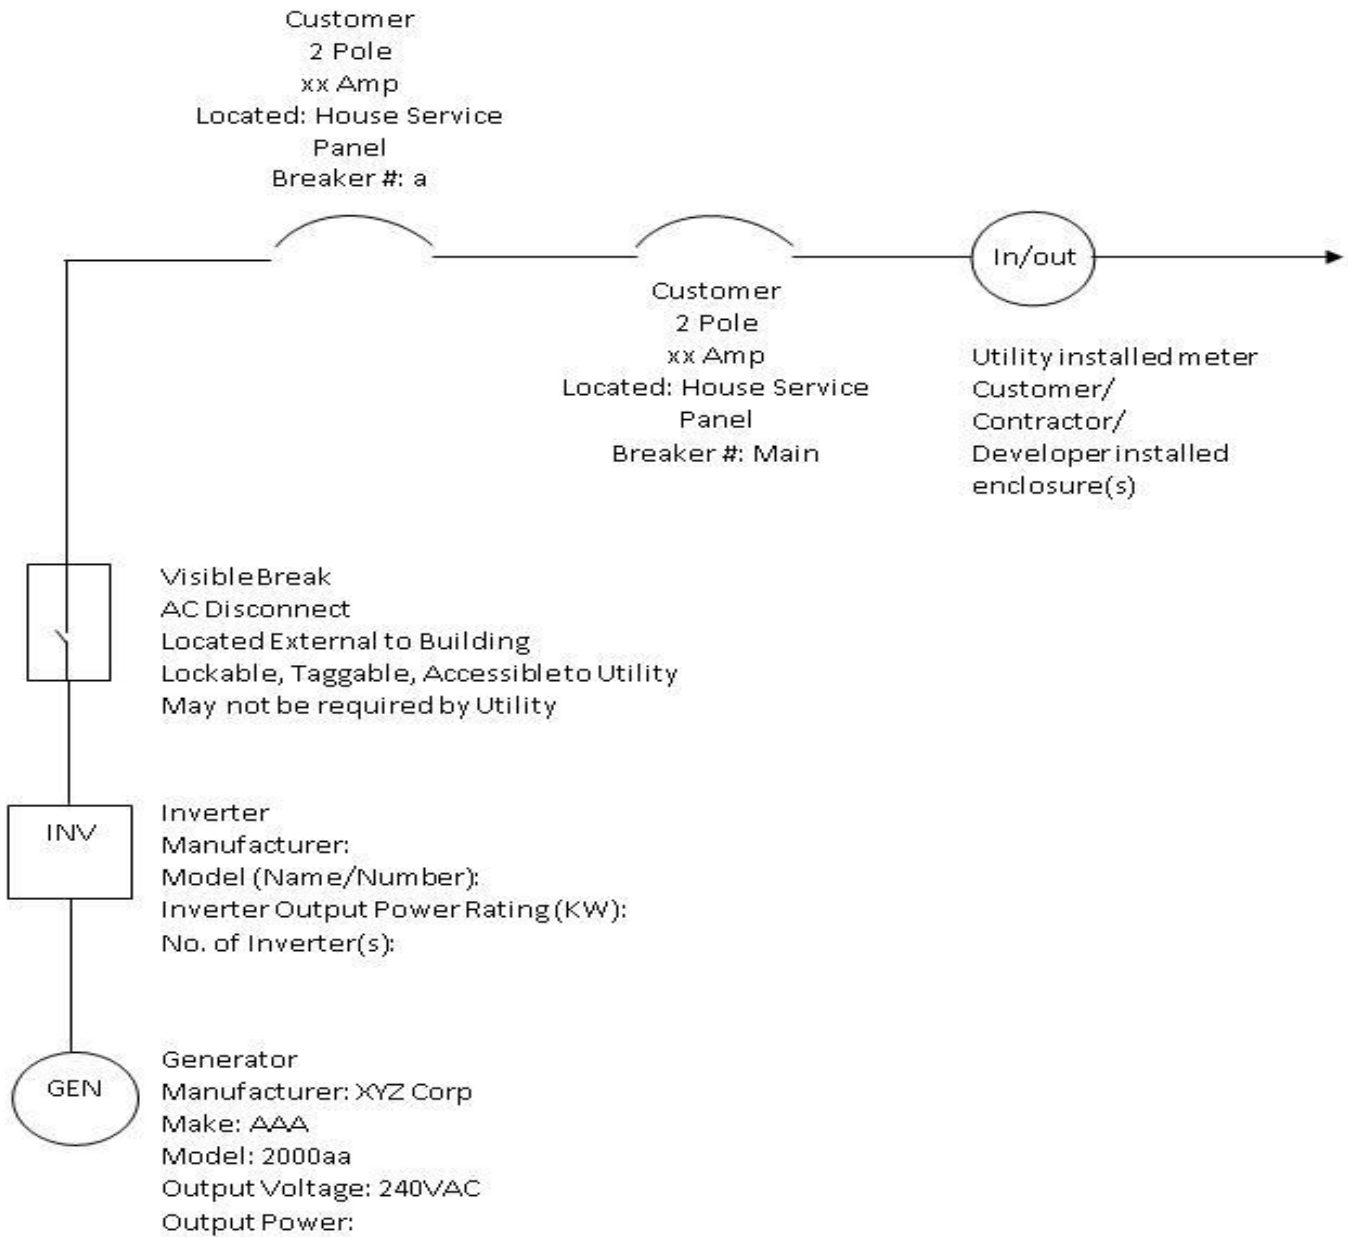 Customer
2 Pole
xx Amp
Located: House Service
Panel
Breaker #: a
In/out
Customer
2 Pole
xx Amp
Located: House Service
Panel
Breaker #: Main
Utility installed meter
Customer/
Contractor/
Developer installed
enclosure(s)
Visible Break
AC Disconnect
Located External to Building
Lockable, Taggable, Accessible to Utility
May not be required by Utility
INV
Inverter
Manufacturer:
Model (Name/Number):
Inverter Output Power Rating (KW):
No. of Inverter(s):
GEN
Generator
Manufacturer: XYZ Corp
Make: AAA
Model: 2000aa
Output Voltage: 240VAC
Output Power: